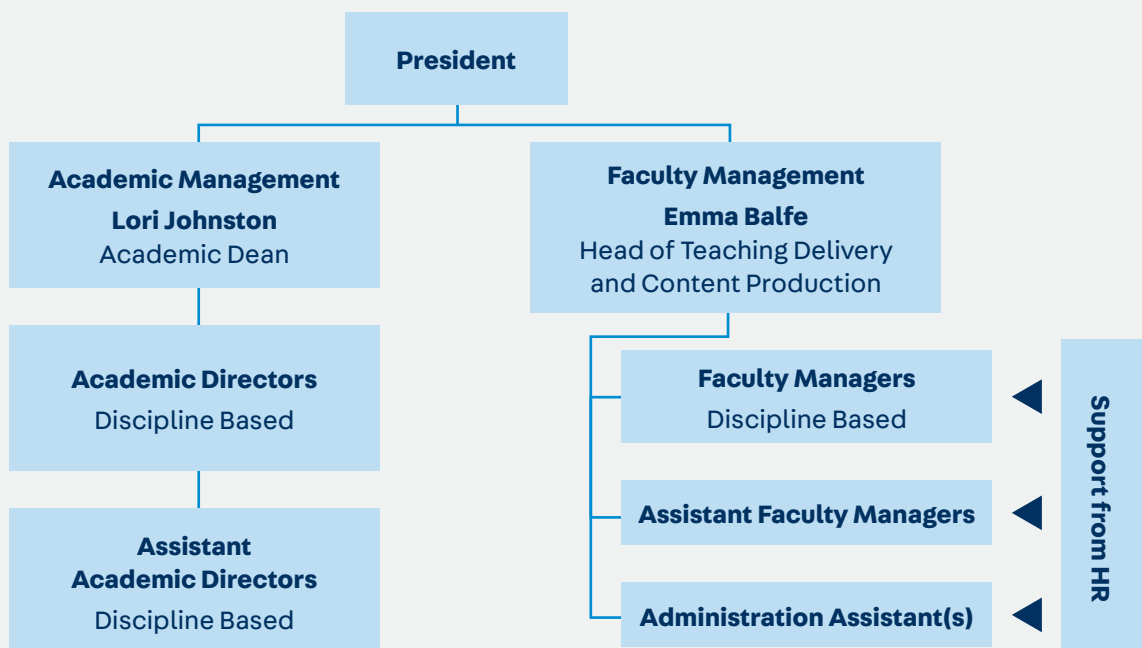 President
Academic Management
Lori Johnston
Academic Dean
Faculty Management
Emma Balfe
Head of Teaching Delivery
and Content Production
Academic Directors
Discipline Based
Assistant
Academic Directors
Discipline Based
Faculty Managers
Discipline Based
Assistant Faculty Managers
Administration Assistant(s)
Support from HR